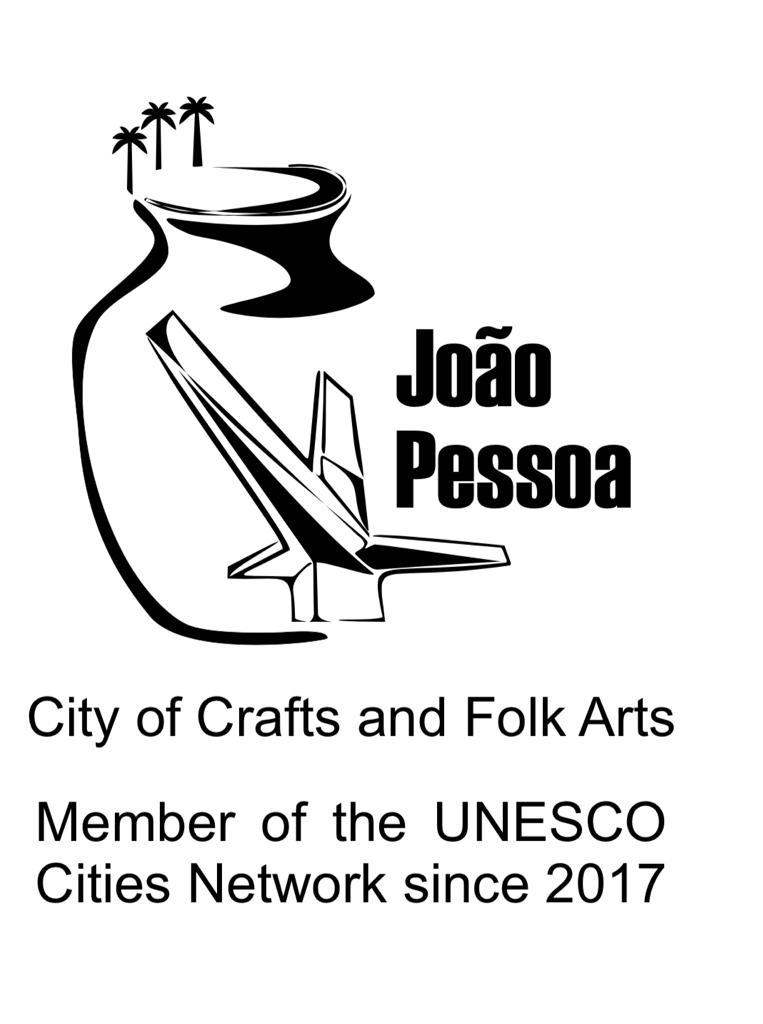 João
Pessoa
City of Crafts and Folk Arts
Member of the UNESCO
Cities Network since 2017